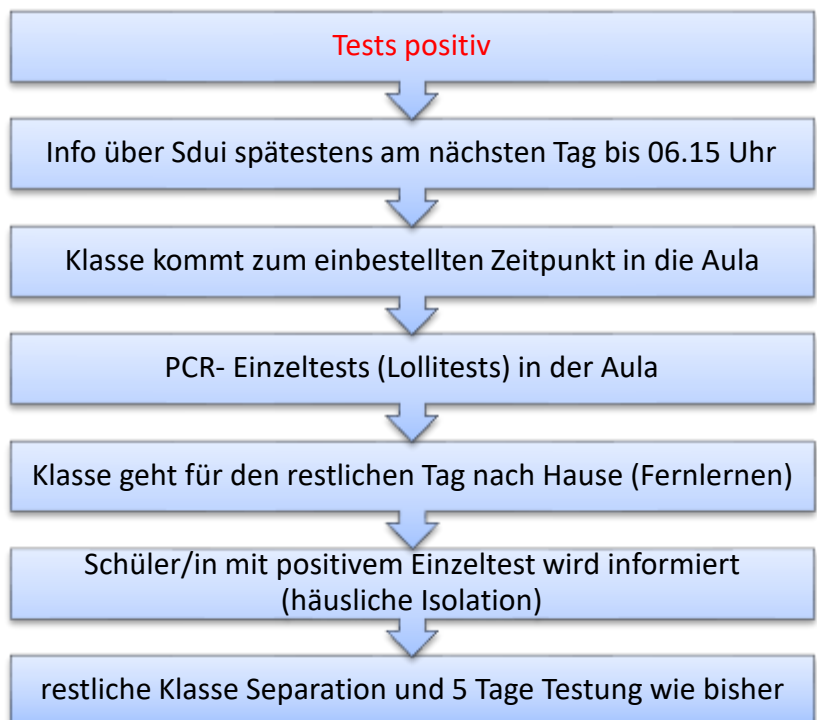 Tests positiv
Info über Sdui spätestens am nächsten Tag bis 06.15 Uhr
Klasse kommt zum einbestellten Zeitpunkt in die Aula
PCR- Einzeltests (Lollitests) in der Aula
Klasse geht für den restlichen Tag nach Hause (Fernlernen)
Schüler/in mit positivem Einzeltest wird informiert
(häusliche Isolation)
restliche Klasse Separation und 5 Tage Testung wie bisher